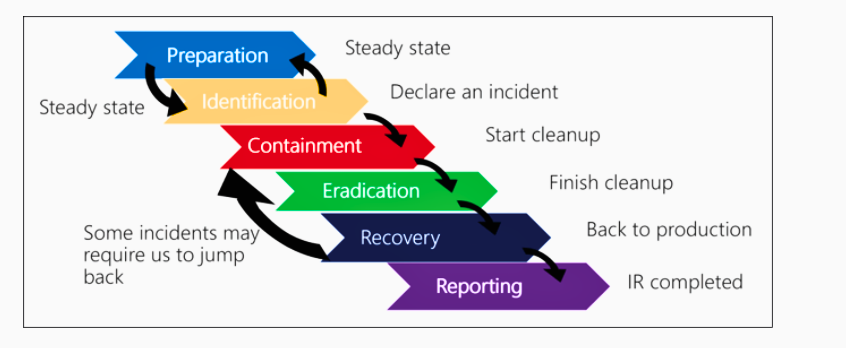 Preparation
Steady state
Steady state
Identification
Declare an incident
Containment
Start cleanup
Eradication
Finish cleanup
Some incidents may
require us to jump
back
Recovery
Back to production
Reporting
IR completed